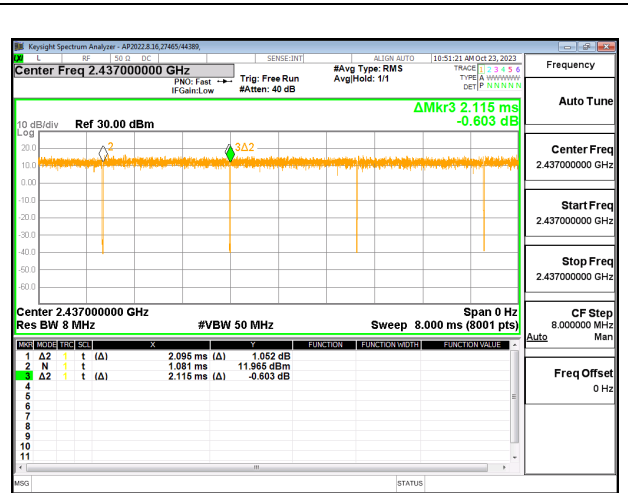 Keysight Spectrum Analyzer - AP2022.8.16,27465/44389,
L RF 50 Ω DC SENSE:INT ALIGN AUTO 10:51:21 AM Oct 23, 2023
Center Freq 2.437000000 GHz
PNO: Fast
IFGain:Low
Trig: Free Run
#Atten: 40 dB
#Avg Type: RMS
Avg|Hold: 1/1
TRACE 1 2 3 4 5 6
TYPE A WWWWW
DET P N N N N N
ΔMkr3 2.115 ms
-0.603 dB
10 dB/div Ref 30.00 dBm
Log
20.0
10.0
0.00
-10.0
-20.0
-30.0
-40.0
-50.0
-60.0
2
3Δ2
Center 2.437000000 GHz Span 0 Hz
Res BW 8 MHz #VBW 50 MHz Sweep 8.000 ms (8001 pts)
MKR MODE TRC SCL X Y FUNCTION FUNCTION WIDTH FUNCTION VALUE
1 Δ2 1 t (Δ) 2.095 ms (Δ) 1.052 dB
2 N 1 t 1.081 ms 11.965 dBm
3 Δ2 1 t (Δ) 2.115 ms (Δ) -0.603 dB
4
5
6
7
8
9
10
11
MSG STATUS
Frequency
Auto Tune
Center Freq
2.437000000 GHz
Start Freq
2.437000000 GHz
Stop Freq
2.437000000 GHz
CF Step
8.000000 MHz
Auto Man
Freq Offset
0 Hz